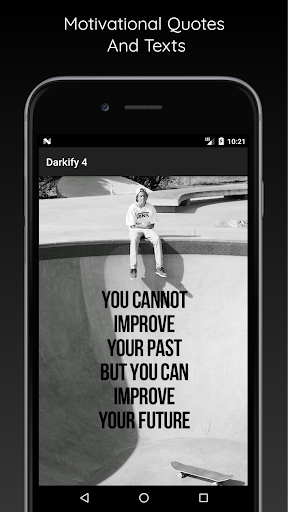 Motivational Quotes
And Texts
10:21
Darkify 4
VANS
YOU CANNOT
IMPROVE
YOUR PAST
BUT YOU CAN
IMPROVE
YOUR FUTURE